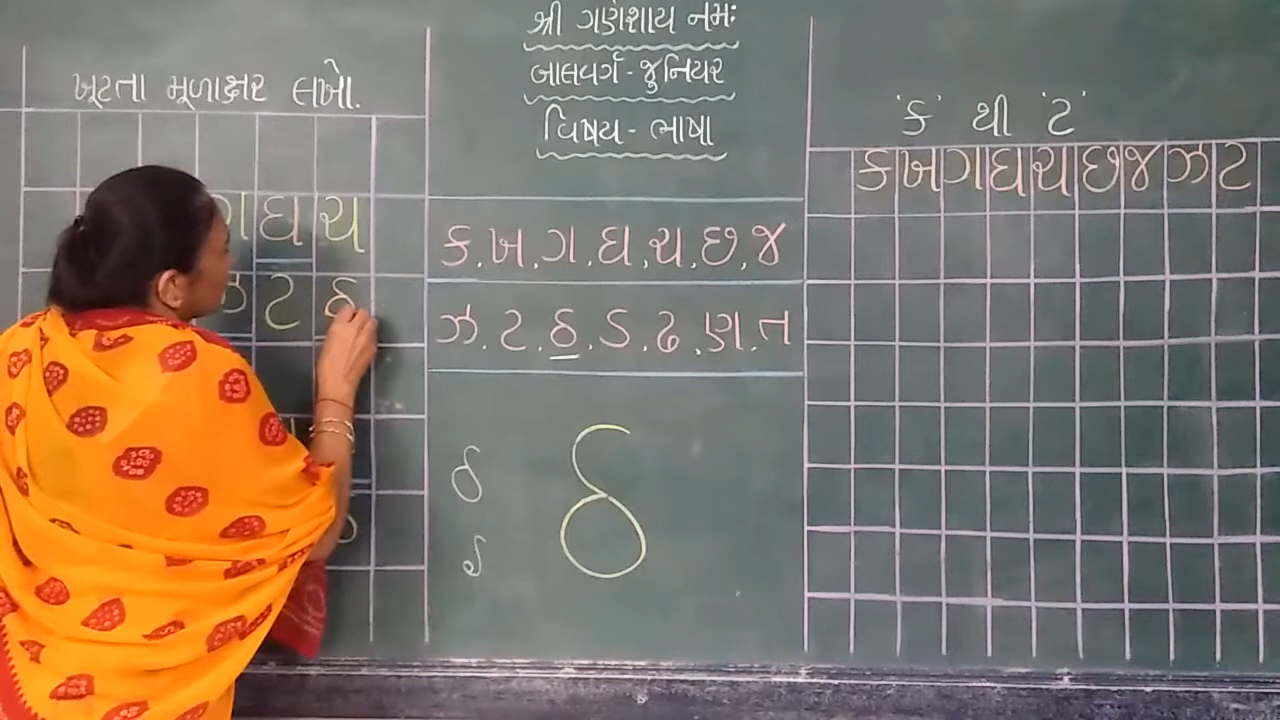 ખૂટતા મૂળાક્ષર લખો.
ગ ઘ ચ
ઝ ટ ઠ
શ્રી ગણેશાય નમઃ
બાલવર્ગ - જુનિયર
વિષય - ભાષા
ક . ખ . ગ . ઘ . ચ . છ . જ
ઝ . ટ . ઠ . ડ . ઢ . ણ . ત
ઠ
'ક' થી 'ટ'
ક ખ ગ ઘ ચ છ જ ઝ ટ